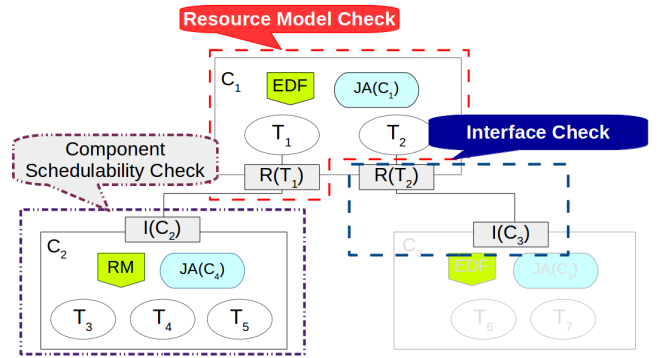 Resource Model Check
C1
EDF
JA(C1)
T1
T2
Interface Check
Component
Schedulability Check
R(T1)
R(T2)
I(C2)
I(C3)
C2
RM
JA(C4)
T3
T4
T5
EDF
T6
T7